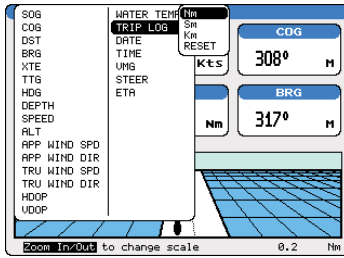 SOG
COG
DST
BRG
XTE
TTG
HDG
DEPTH
SPEED
ALT
APP WIND SPD
APP WIND DIR
TRU WIND SPD
TRU WIND DIR
HDOP
VDOP
WATER TEMP
TRIP LOG
DATE
TIME
VMG
STEER
ETA
Nm
Sm
Km
RESET
Kts
COG
308° M
Nm
BRG
317° M
Zoom In/Out to change scale 0.2 Nm